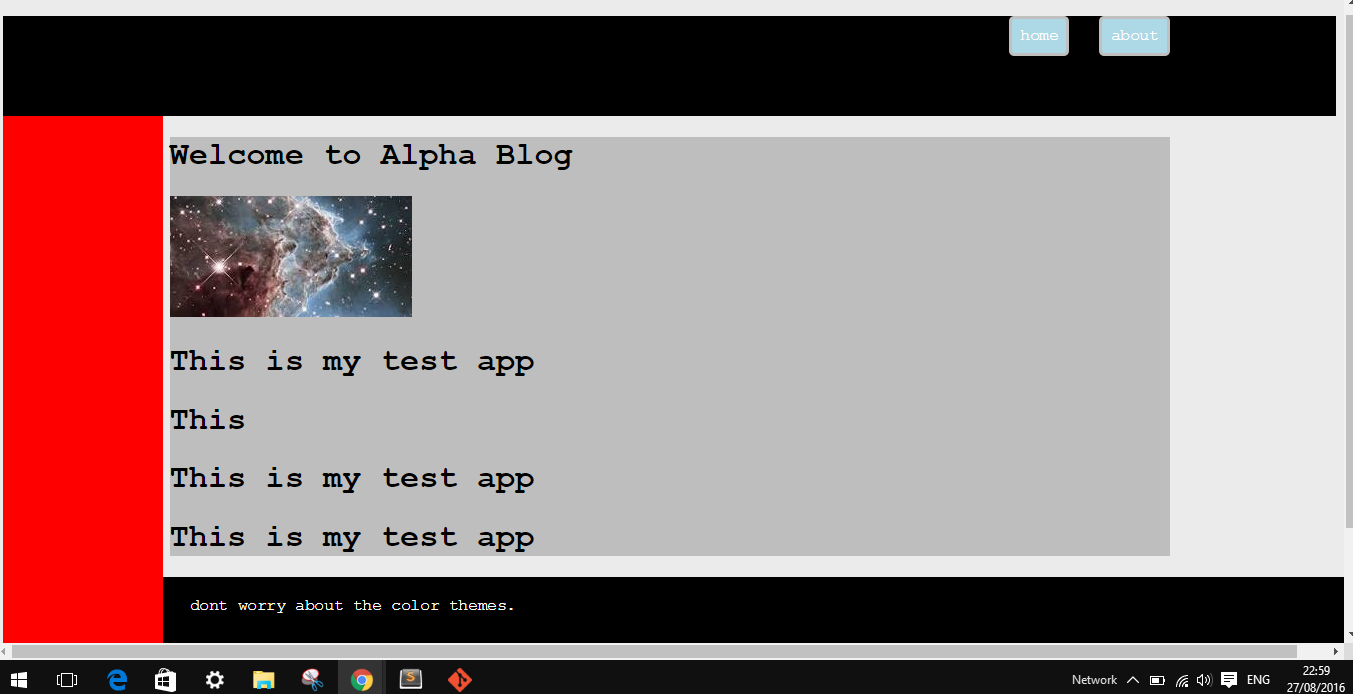 home about
Welcome to Alpha Blog
This is my test app
This
This is my test app
This is my test app
dont worry about the color themes.
Network ENG 22:59
27/08/2016